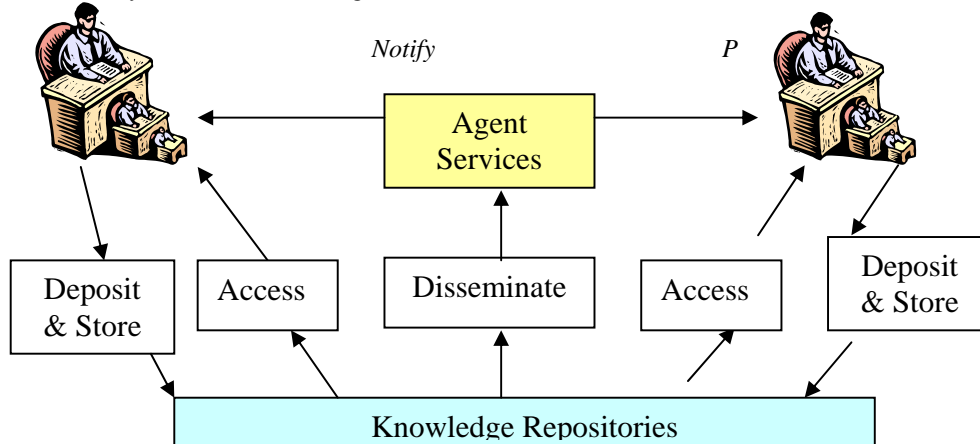 Notify P
Agent
Services
Deposit
& Store
Access
Disseminate
Access
Deposit
& Store
Knowledge Repositories